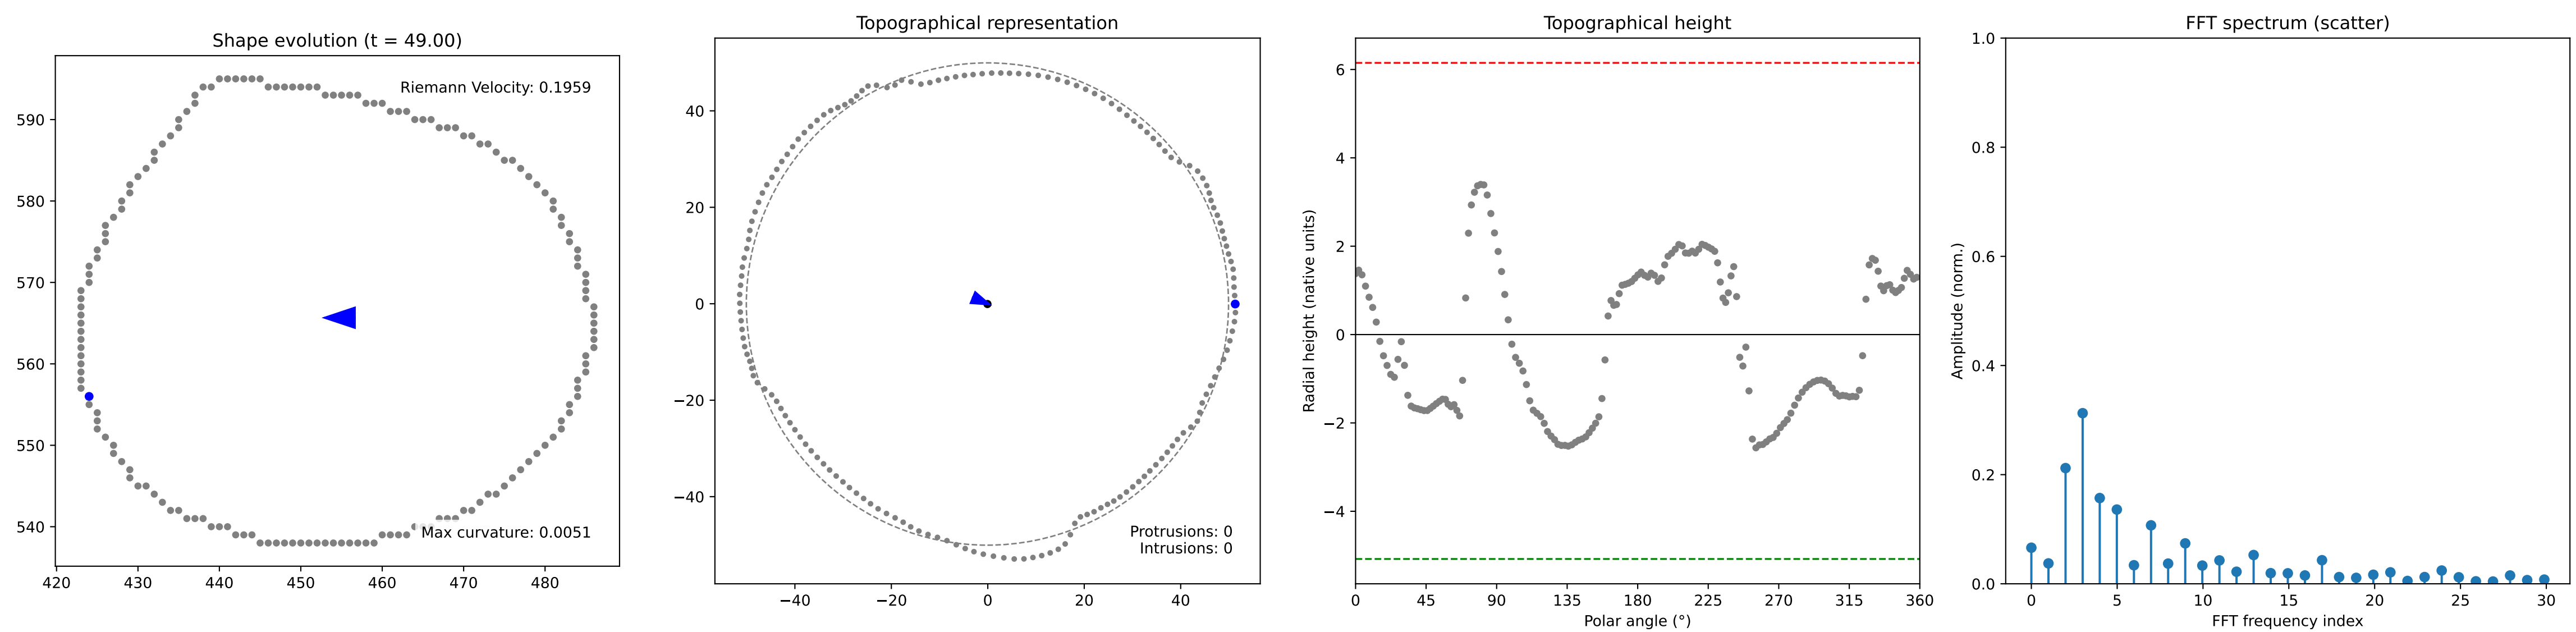 Shape evolution (t = 49.00)
Riemann Velocity: 0.1959
590
580
570
560
550
540
Max curvature: 0.0051
420 430 440 450 460 470 480
Topographical representation
40
20
0
−20
−40
Protrusions: 0
Intrusions: 0
−40 −20 0 20 40
Topographical height
Radial height (native units)
6
4
2
0
−2
−4
0 45 90 135 180 225 270 315 360
Polar angle (°)
FFT spectrum (scatter)
Amplitude (norm.)
1.0
0.8
0.6
0.4
0.2
0.0
0 5 10 15 20 25 30
FFT frequency index